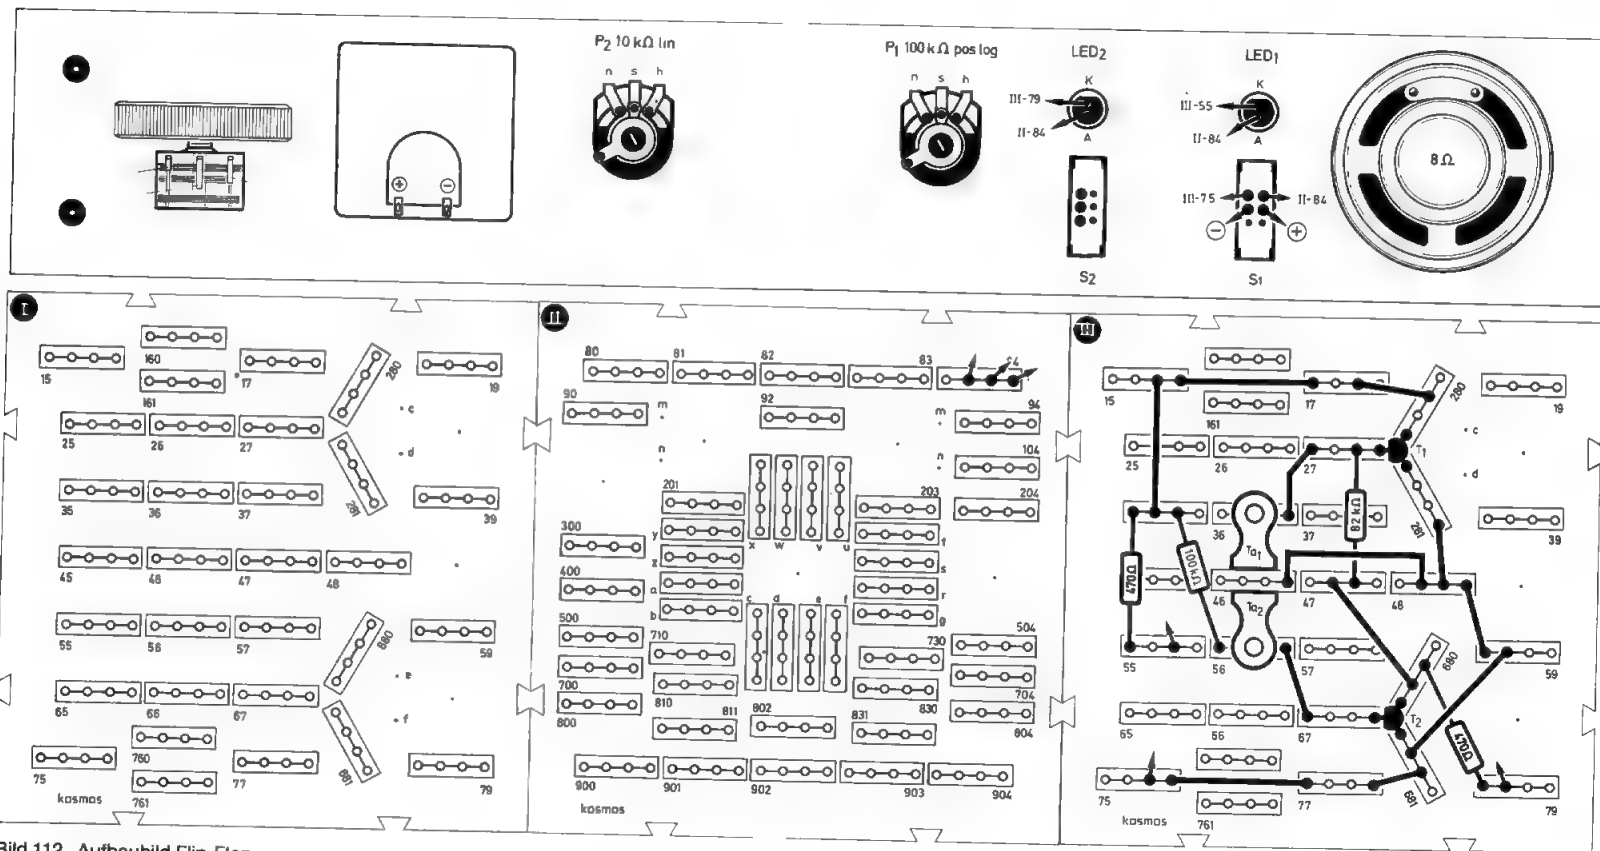 P2 10 kΩ lin
n s h
P1 100 kΩ pos log
n s h
LED2
K
III-79
II-84
A
LED1
K
III-55
II-84
A
8Ω
III-75
II-84
S2
S1
I
15
160
161
17
280
19
c
25
26
27
d
35
36
37
281
39
45
46
47
48
55
56
57
680
59
e
65
66
67
f
75
760
761
77
681
79
kosmos
II
80
81
82
83
84
90
m
92
m
94
n
n
104
201
203
204
300
y
x
w
v
u
t
z
s
400
a
r
b
c
d
e
f
g
500
710
730
504
700
810
830
704
800
811
802
831
804
900
901
902
903
904
kosmos
III
15
161
17
280
19
c
25
26
27
T1
d
36
37
82 kΩ
281
39
470Ω
100kΩ
Ta1
46
47
48
Ta2
55
56
57
680
59
65
56
67
T2
470Ω
75
77
681
79
kosmos
761
Bild 112. Aufbaubild Flip-Flop